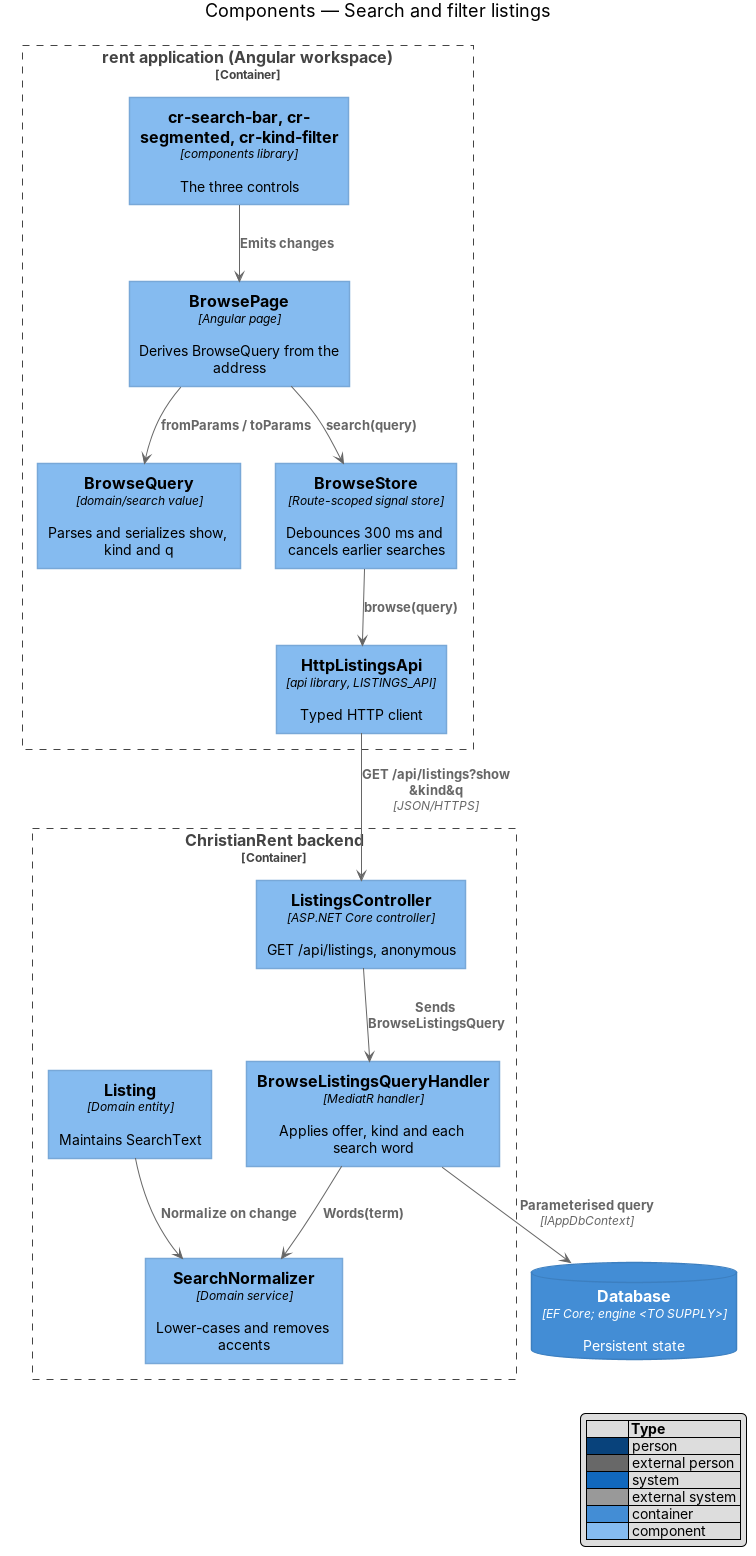 Components — Search and filter listings
rent application (Angular workspace)
[Container]
cr-search-bar, cr-
segmented, cr-kind-filter
[components library]
The three controls
Emits changes
BrowsePage
[Angular page]
Derives BrowseQuery from the
address
fromParams / toParams
search(query)
BrowseQuery
[domain/search value]
Parses and serializes show,
kind and q
BrowseStore
[Route-scoped signal store]
Debounces 300 ms and
cancels earlier searches
browse(query)
HttpListingsApi
[api library, LISTINGS_API]
Typed HTTP client
GET /api/listings?show
&kind&q
[JSON/HTTPS]
ChristianRent backend
[Container]
ListingsController
[ASP.NET Core controller]
GET /api/listings, anonymous
Sends
BrowseListingsQuery
Listing
[Domain entity]
Maintains SearchText
BrowseListingsQueryHandler
[MediatR handler]
Applies offer, kind and each
search word
Normalize on change
Words(term)
Parameterised query
[IAppDbContext]
SearchNormalizer
[Domain service]
Lower-cases and removes
accents
Database
[EF Core; engine <TO SUPPLY>]
Persistent state
Type
person
external person
system
external system
container
component